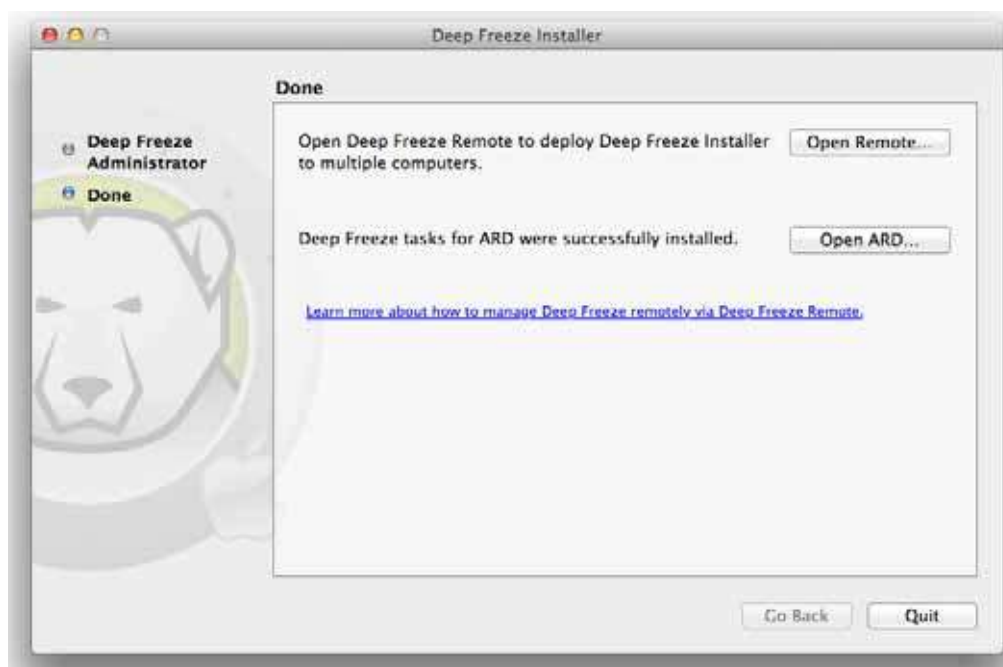 Deep Freeze Installer
Done
Deep Freeze
Administrator
Done
Open Deep Freeze Remote to deploy Deep Freeze Installer
to multiple computers.
Open Remote...
Deep Freeze tasks for ARD were successfully installed.
Open ARD...
Learn more about how to manage Deep Freeze remotely via Deep Freeze Remote.
Go Back
Quit